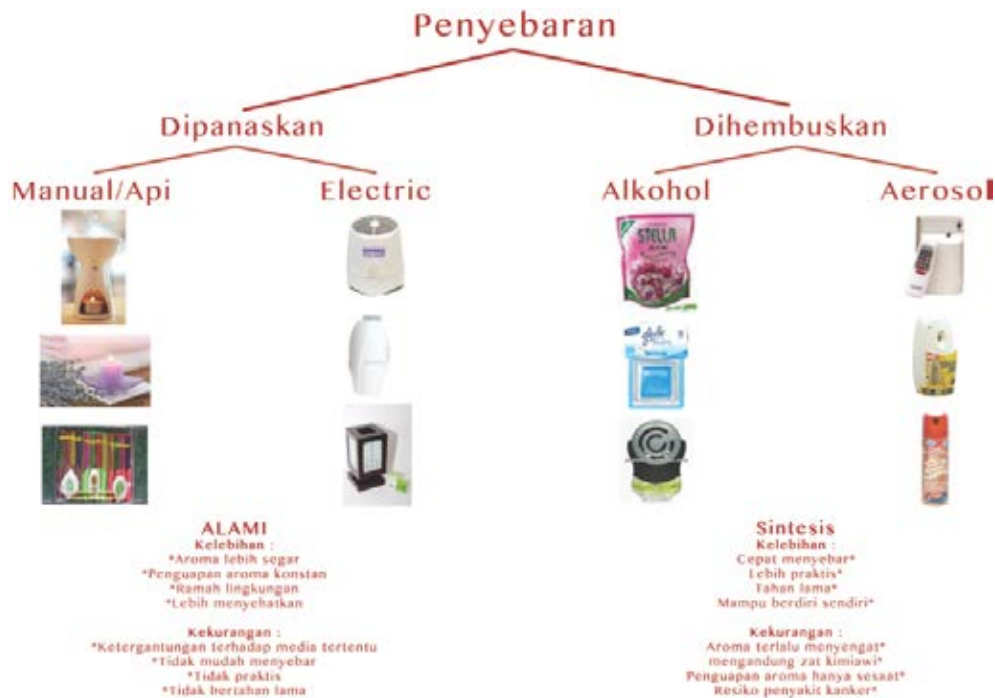 Penyebaran
Dipanaskan
Dihembuskan
Manual/Api
Electric
Alkohol
Aerosol
STELLA
glade
ALAMI
Kelebihan :
*Aroma lebih segar
*Penguapan aroma konstan
*Ramah lingkungan
*Lebih menyehatkan
Kekurangan :
*Ketergantungan terhadap media tertentu
*Tidak mudah menyebar
*Tidak praktis
*Tidak bertahan lama
Sintesis
Kelebihan :
Cepat menyebar*
Lebih praktis*
Tahan lama*
Mampu berdiri sendiri*
Kekurangan :
Aroma terlalu menyengat*
mengandung zat kimiawi*
Penguapan aroma hanya sesaat*
Resiko penyakit kanker*